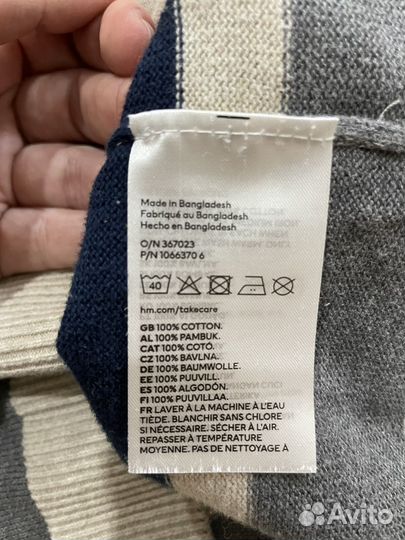 Made in Bangladesh
Fabriqué au Bangladesh
Hecho en Bangladesh
O/N 367023
P/N 1066370 6
40
hm.com/takecare
GB 100% COTTON.
AL 100% PAMBUK.
CAT 100% COTÓ.
CZ 100% BAVLNA.
DE 100% BAUMWOLLE.
EE 100% PUUVILL.
ES 100% ALGODÓN.
FI 100% PUUVILLAA.
FR LAVER À LA MACHINE À L'EAU
TIÈDE. BLANCHIR SANS CHLORE
SI NÉCESSAIRE. SÉCHER À L'AIR.
REPASSER À TEMPÉRATURE
MOYENNE. PAS DE NETTOYAGE À
Avito